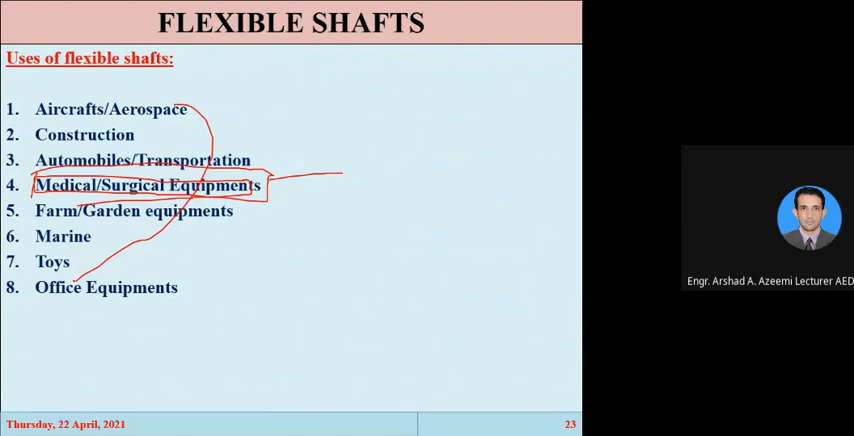 FLEXIBLE SHAFTS
Uses of flexible shafts:
1. Aircrafts/Aerospace
2. Construction
3. Automobiles/Transportation
4. Medical/Surgical Equipments
5. Farm/Garden equipments
6. Marine
7. Toys
8. Office Equipments
Thursday, 22 April, 2021
23
Engr. Arshad A. Azeemi Lecturer AED